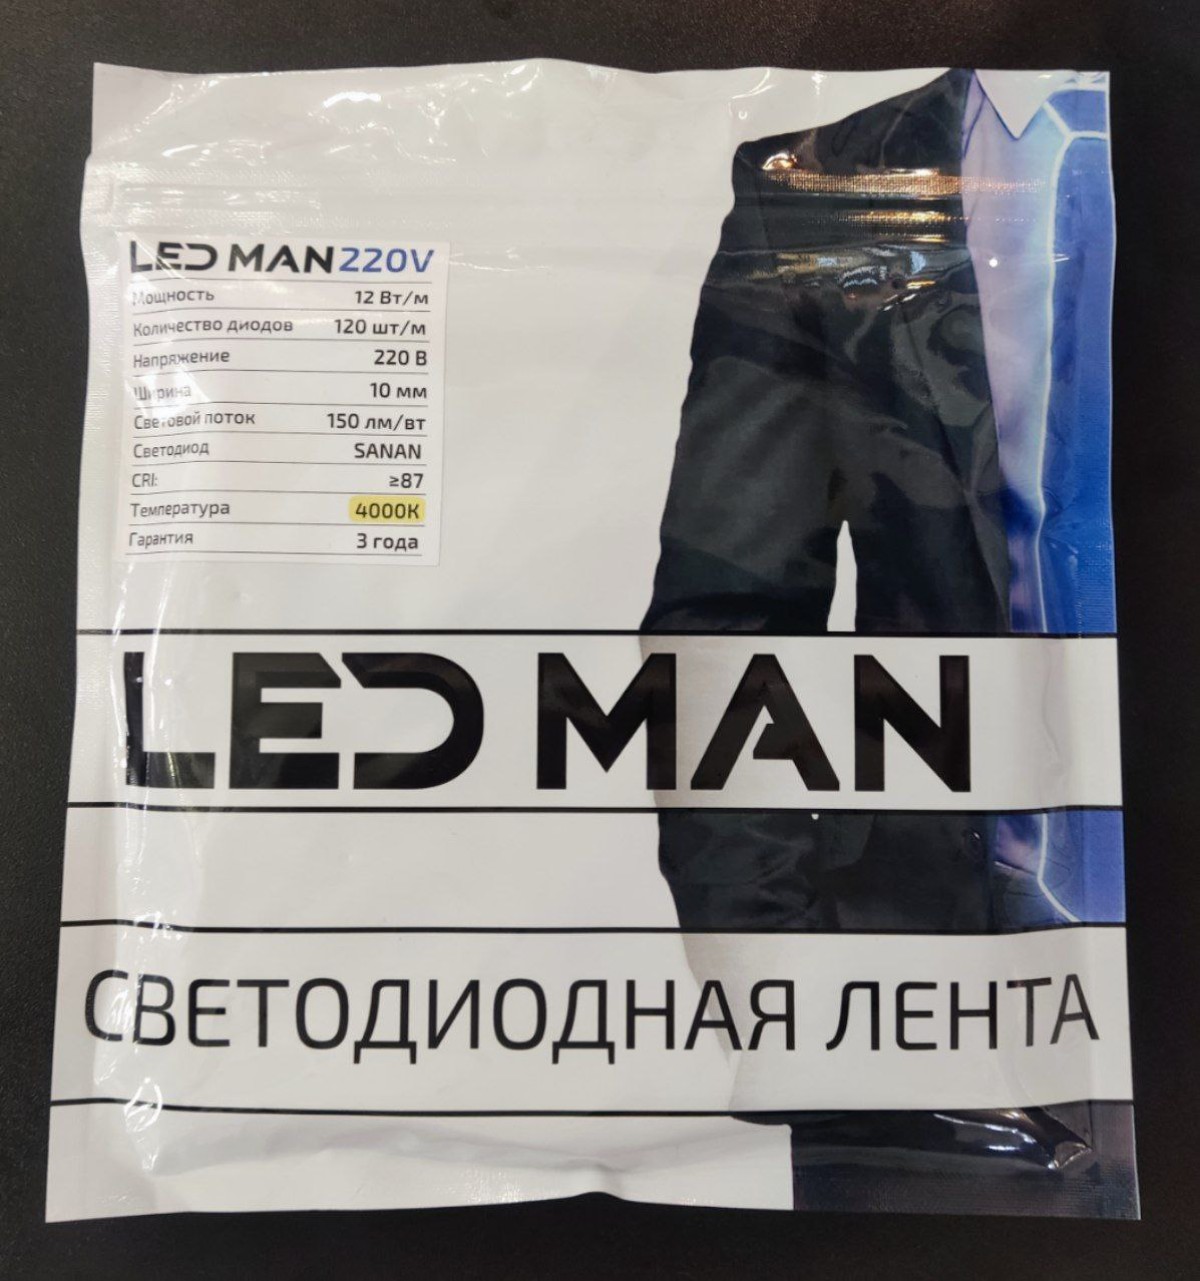 LED MAN 220V
Мощность 12 Вт/м
Количество диодов 120 шт/м
Напряжение 220 В
Ширина 10 мм
Световой поток 150 лм/вт
Светодиод SANAN
CRI: ≥87
Температура 4000К
Гарантия 3 года
LED MAN
СВЕТОДИОДНАЯ ЛЕНТА